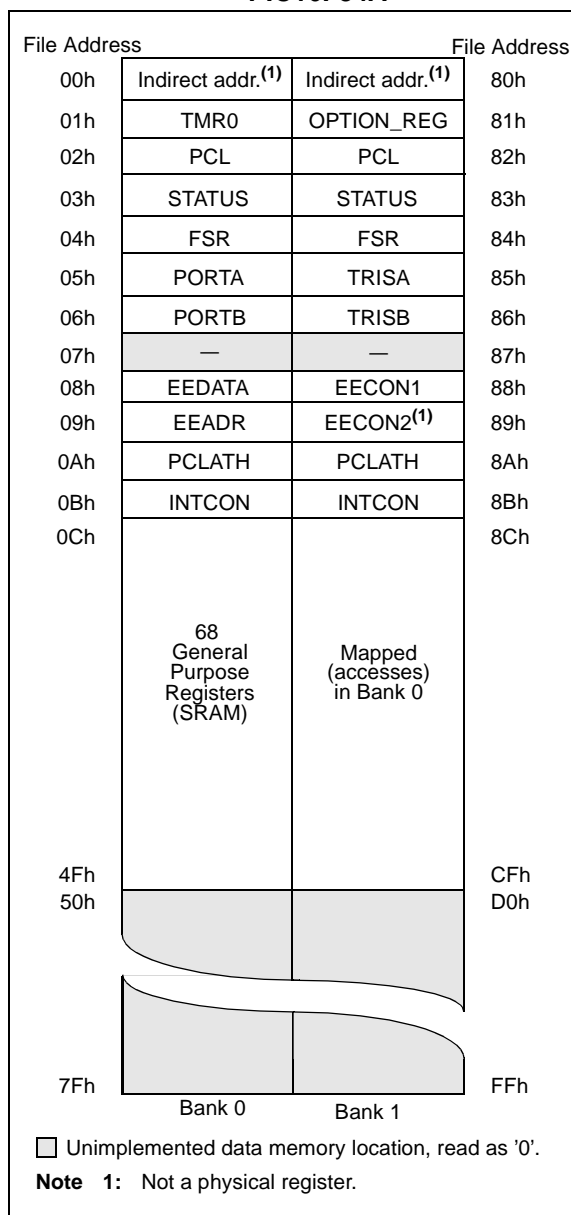 File Address File Address
00h Indirect addr.(1) Indirect addr.(1) 80h
01h TMR0 OPTION_REG 81h
02h PCL PCL 82h
03h STATUS STATUS 83h
04h FSR FSR 84h
05h PORTA TRISA 85h
06h PORTB TRISB 86h
07h — — 87h
08h EEDATA EECON1 88h
09h EEADR EECON2(1) 89h
0Ah PCLATH PCLATH 8Ah
0Bh INTCON INTCON 8Bh
0Ch 8Ch
68
General
Purpose
Registers
(SRAM)
Mapped
(accesses)
in Bank 0
4Fh CFh
50h D0h
7Fh FFh
Bank 0 Bank 1
Unimplemented data memory location, read as '0'.
Note 1: Not a physical register.